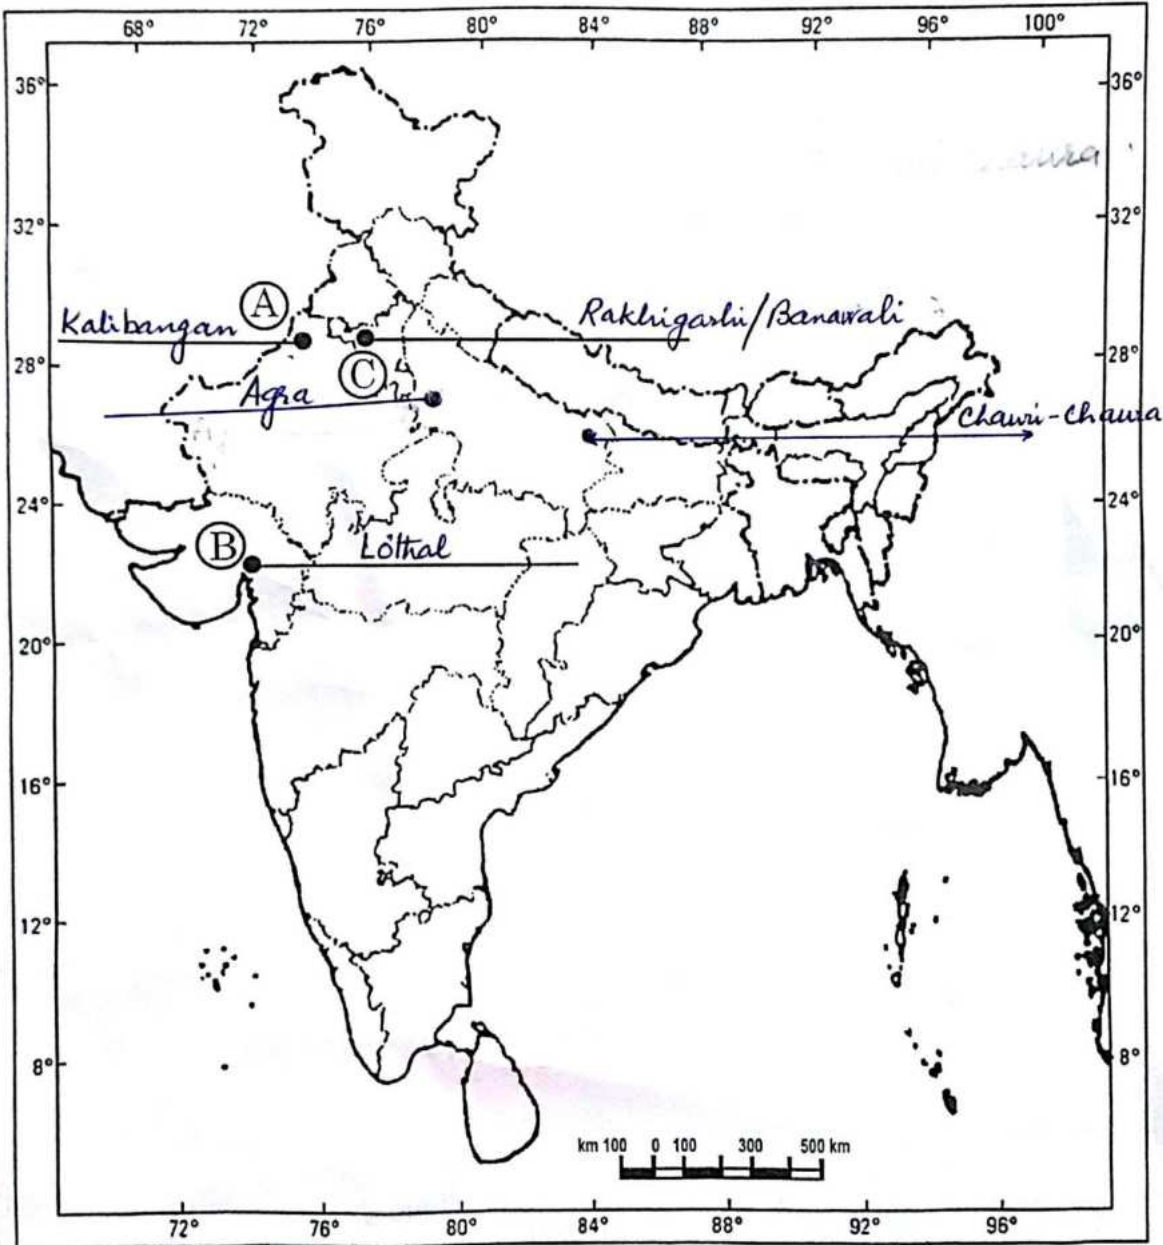 68° 72° 76° 80° 84° 88° 92° 96° 100°
36° 36°
32° 32°
A
Kalibangan Rakhigarhi/Banawali
28° 28°
C
Agra
Chauri-Chaura
24° 24°
B Lothal
20° 20°
16° 16°
12° 12°
8° 8°
km 100 0 100 300 500 km
72° 76° 80° 84° 88° 92° 96°